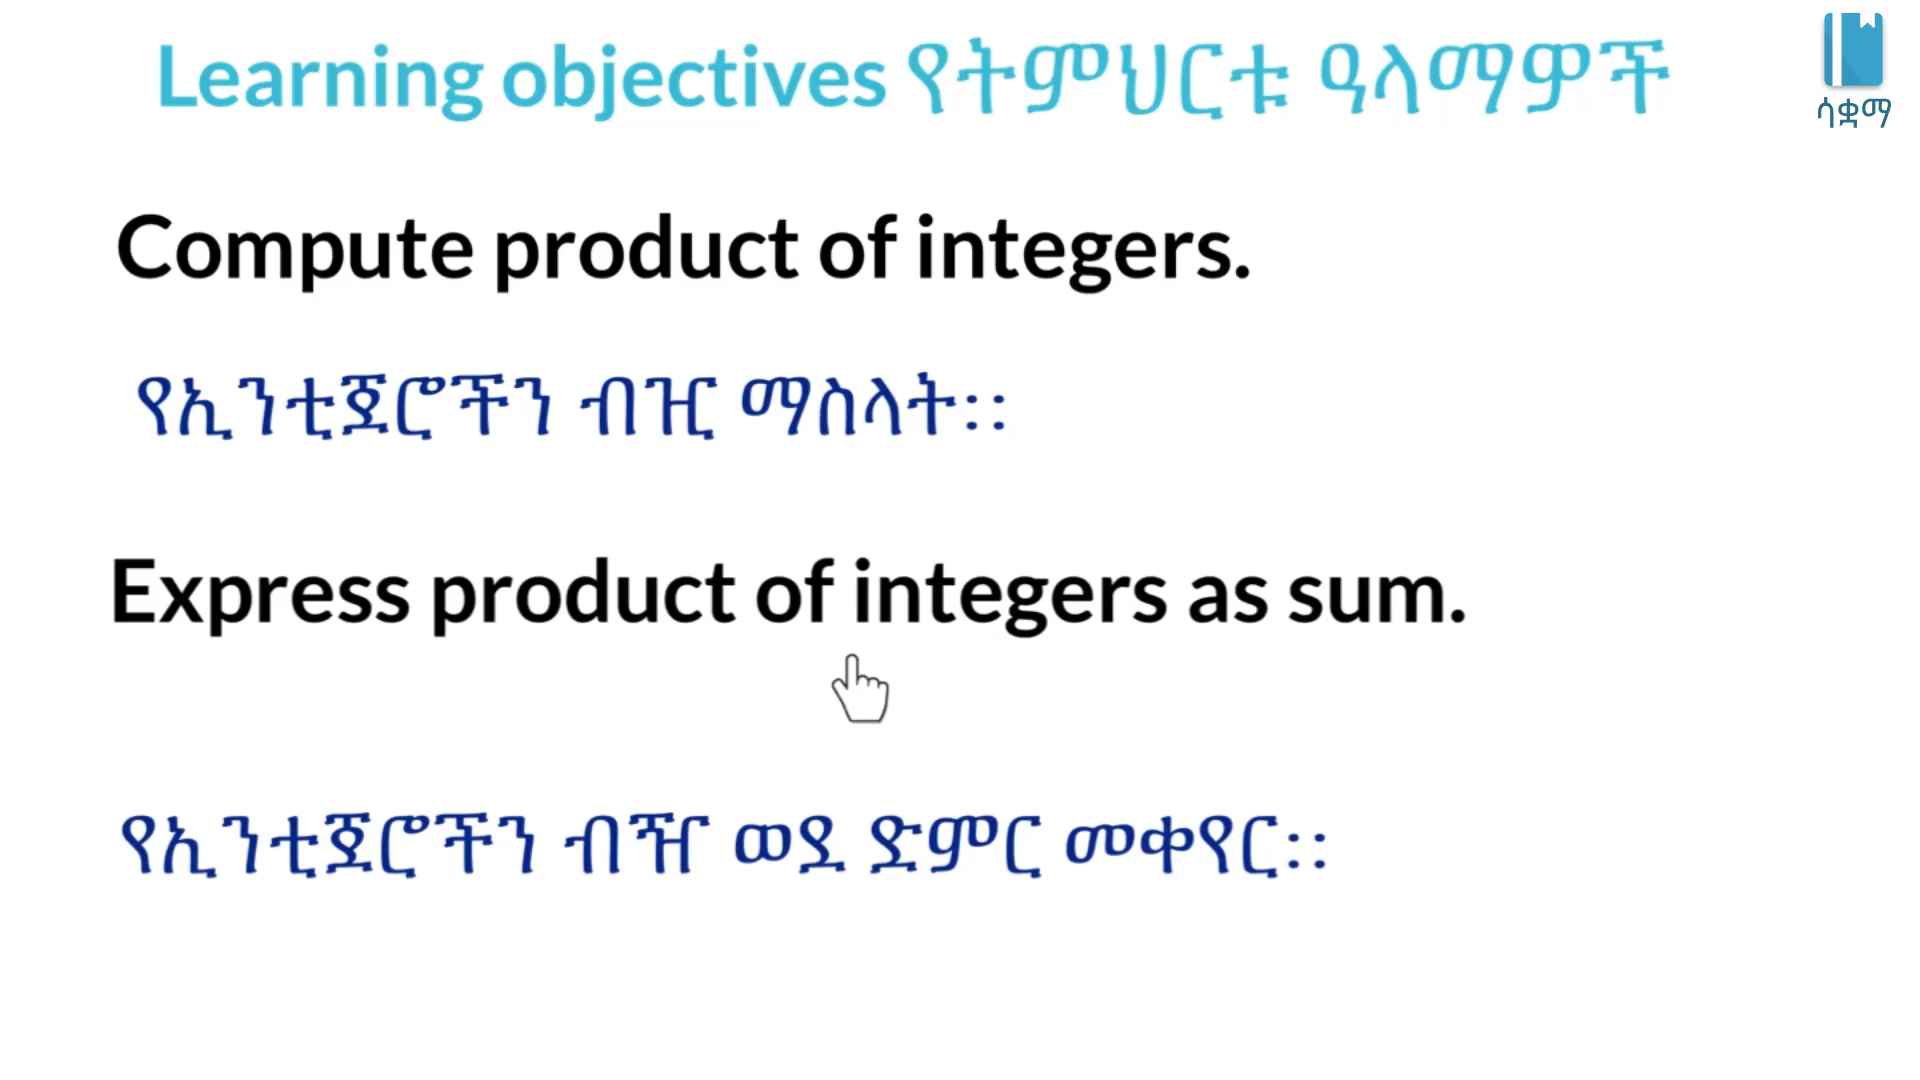 Learning objectives የትምህርቱ ዓላማዎች
ሳቋማ
Compute product of integers.
የኢንቲጀሮችን ብዢ ማስላት፡፡
Express product of integers as sum.
የኢንቲጀሮችን ብዥ ወደ ድምር መቀየር፡፡